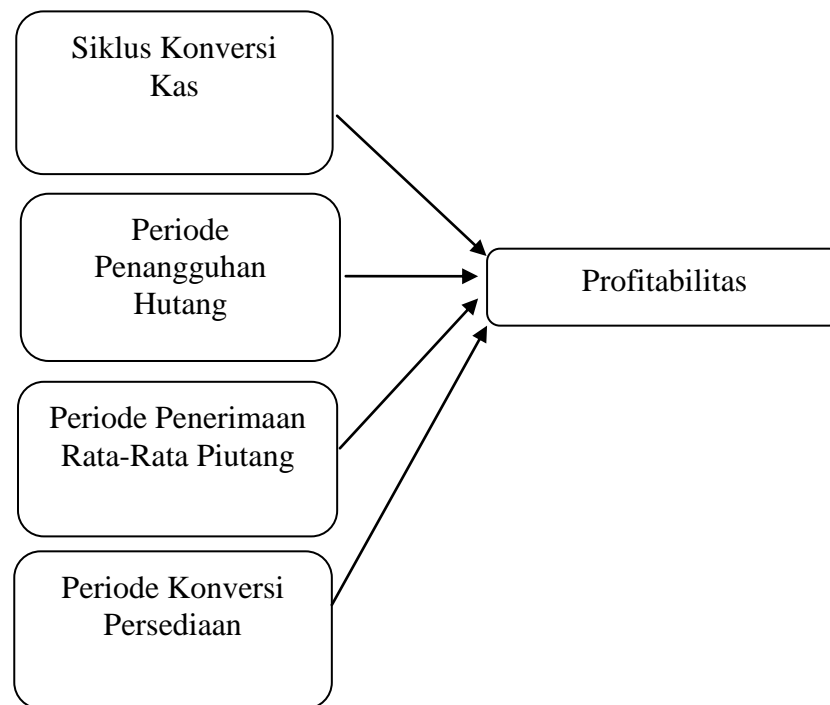 Siklus Konversi
Kas
Periode
Penangguhan
Hutang
Profitabilitas
Periode Penerimaan
Rata-Rata Piutang
Periode Konversi
Persediaan